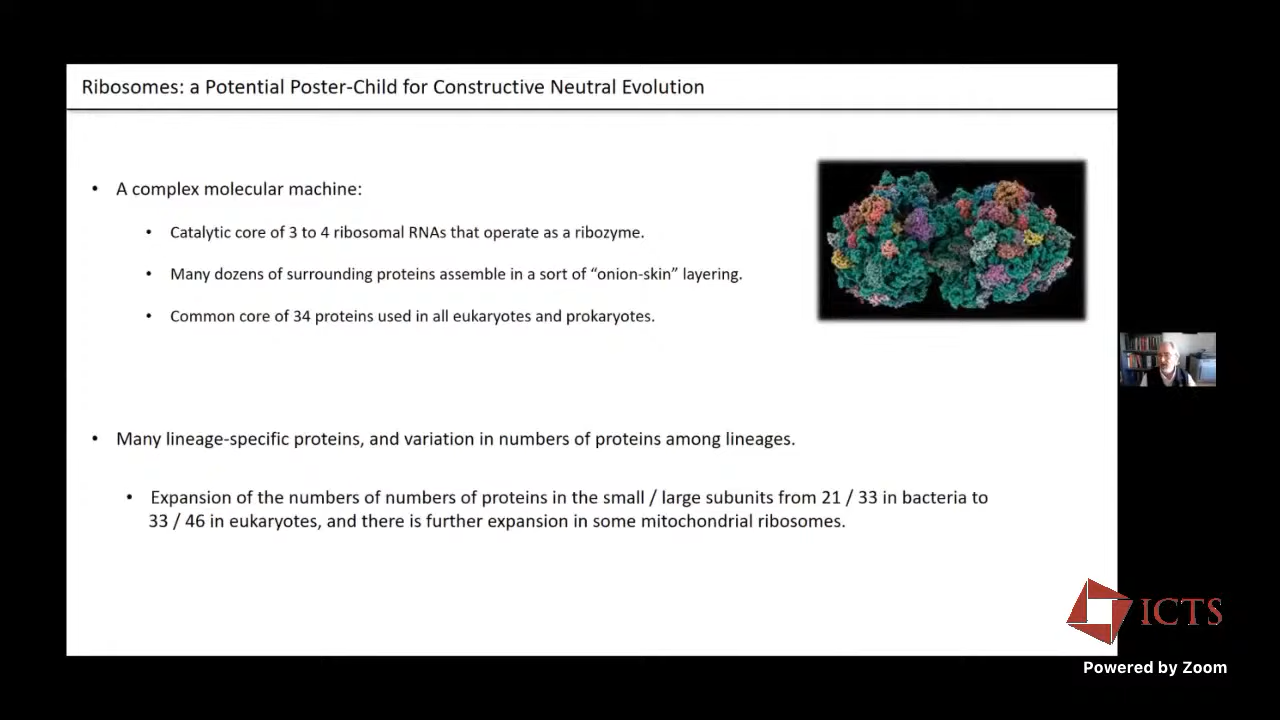 Ribosomes: a Potential Poster-Child for Constructive Neutral Evolution
• A complex molecular machine:
• Catalytic core of 3 to 4 ribosomal RNAs that operate as a ribozyme.
• Many dozens of surrounding proteins assemble in a sort of “onion-skin” layering.
• Common core of 34 proteins used in all eukaryotes and prokaryotes.
• Many lineage-specific proteins, and variation in numbers of proteins among lineages.
• Expansion of the numbers of numbers of proteins in the small / large subunits from 21 / 33 in bacteria to
33 / 46 in eukaryotes, and there is further expansion in some mitochondrial ribosomes.
ICTS
Powered by Zoom